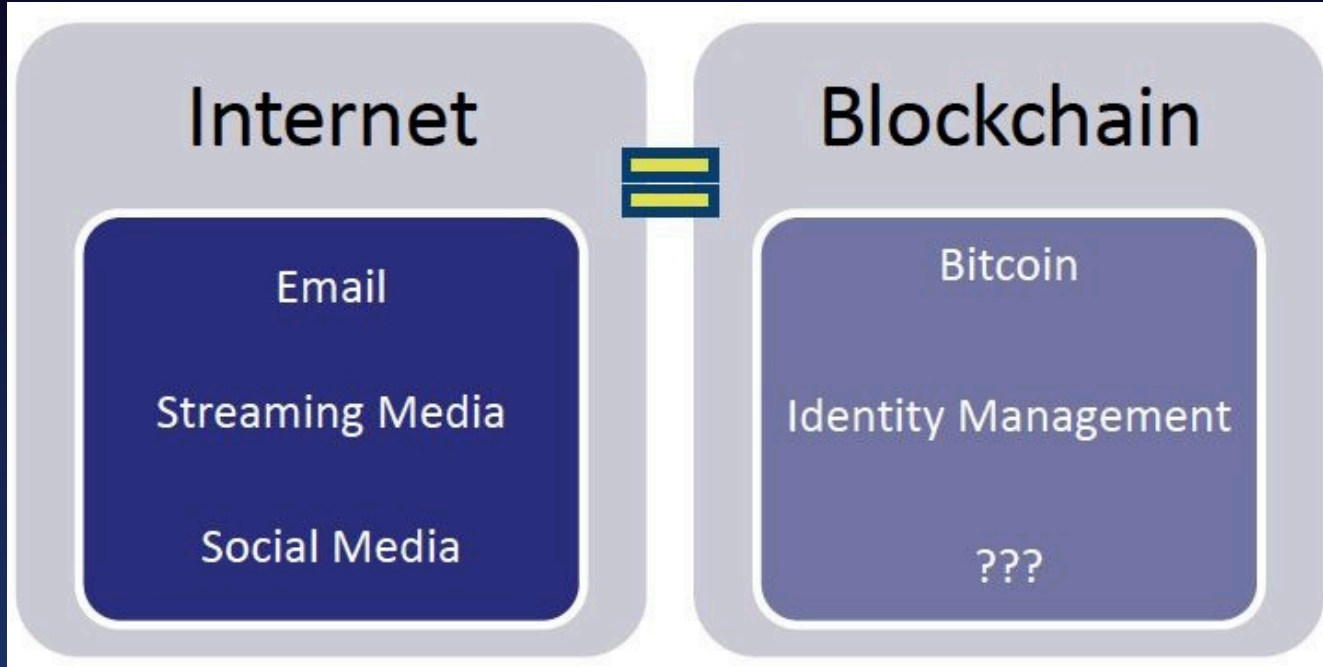 Internet
Email
Streaming Media
Social Media
Blockchain
Bitcoin
Identity Management
???